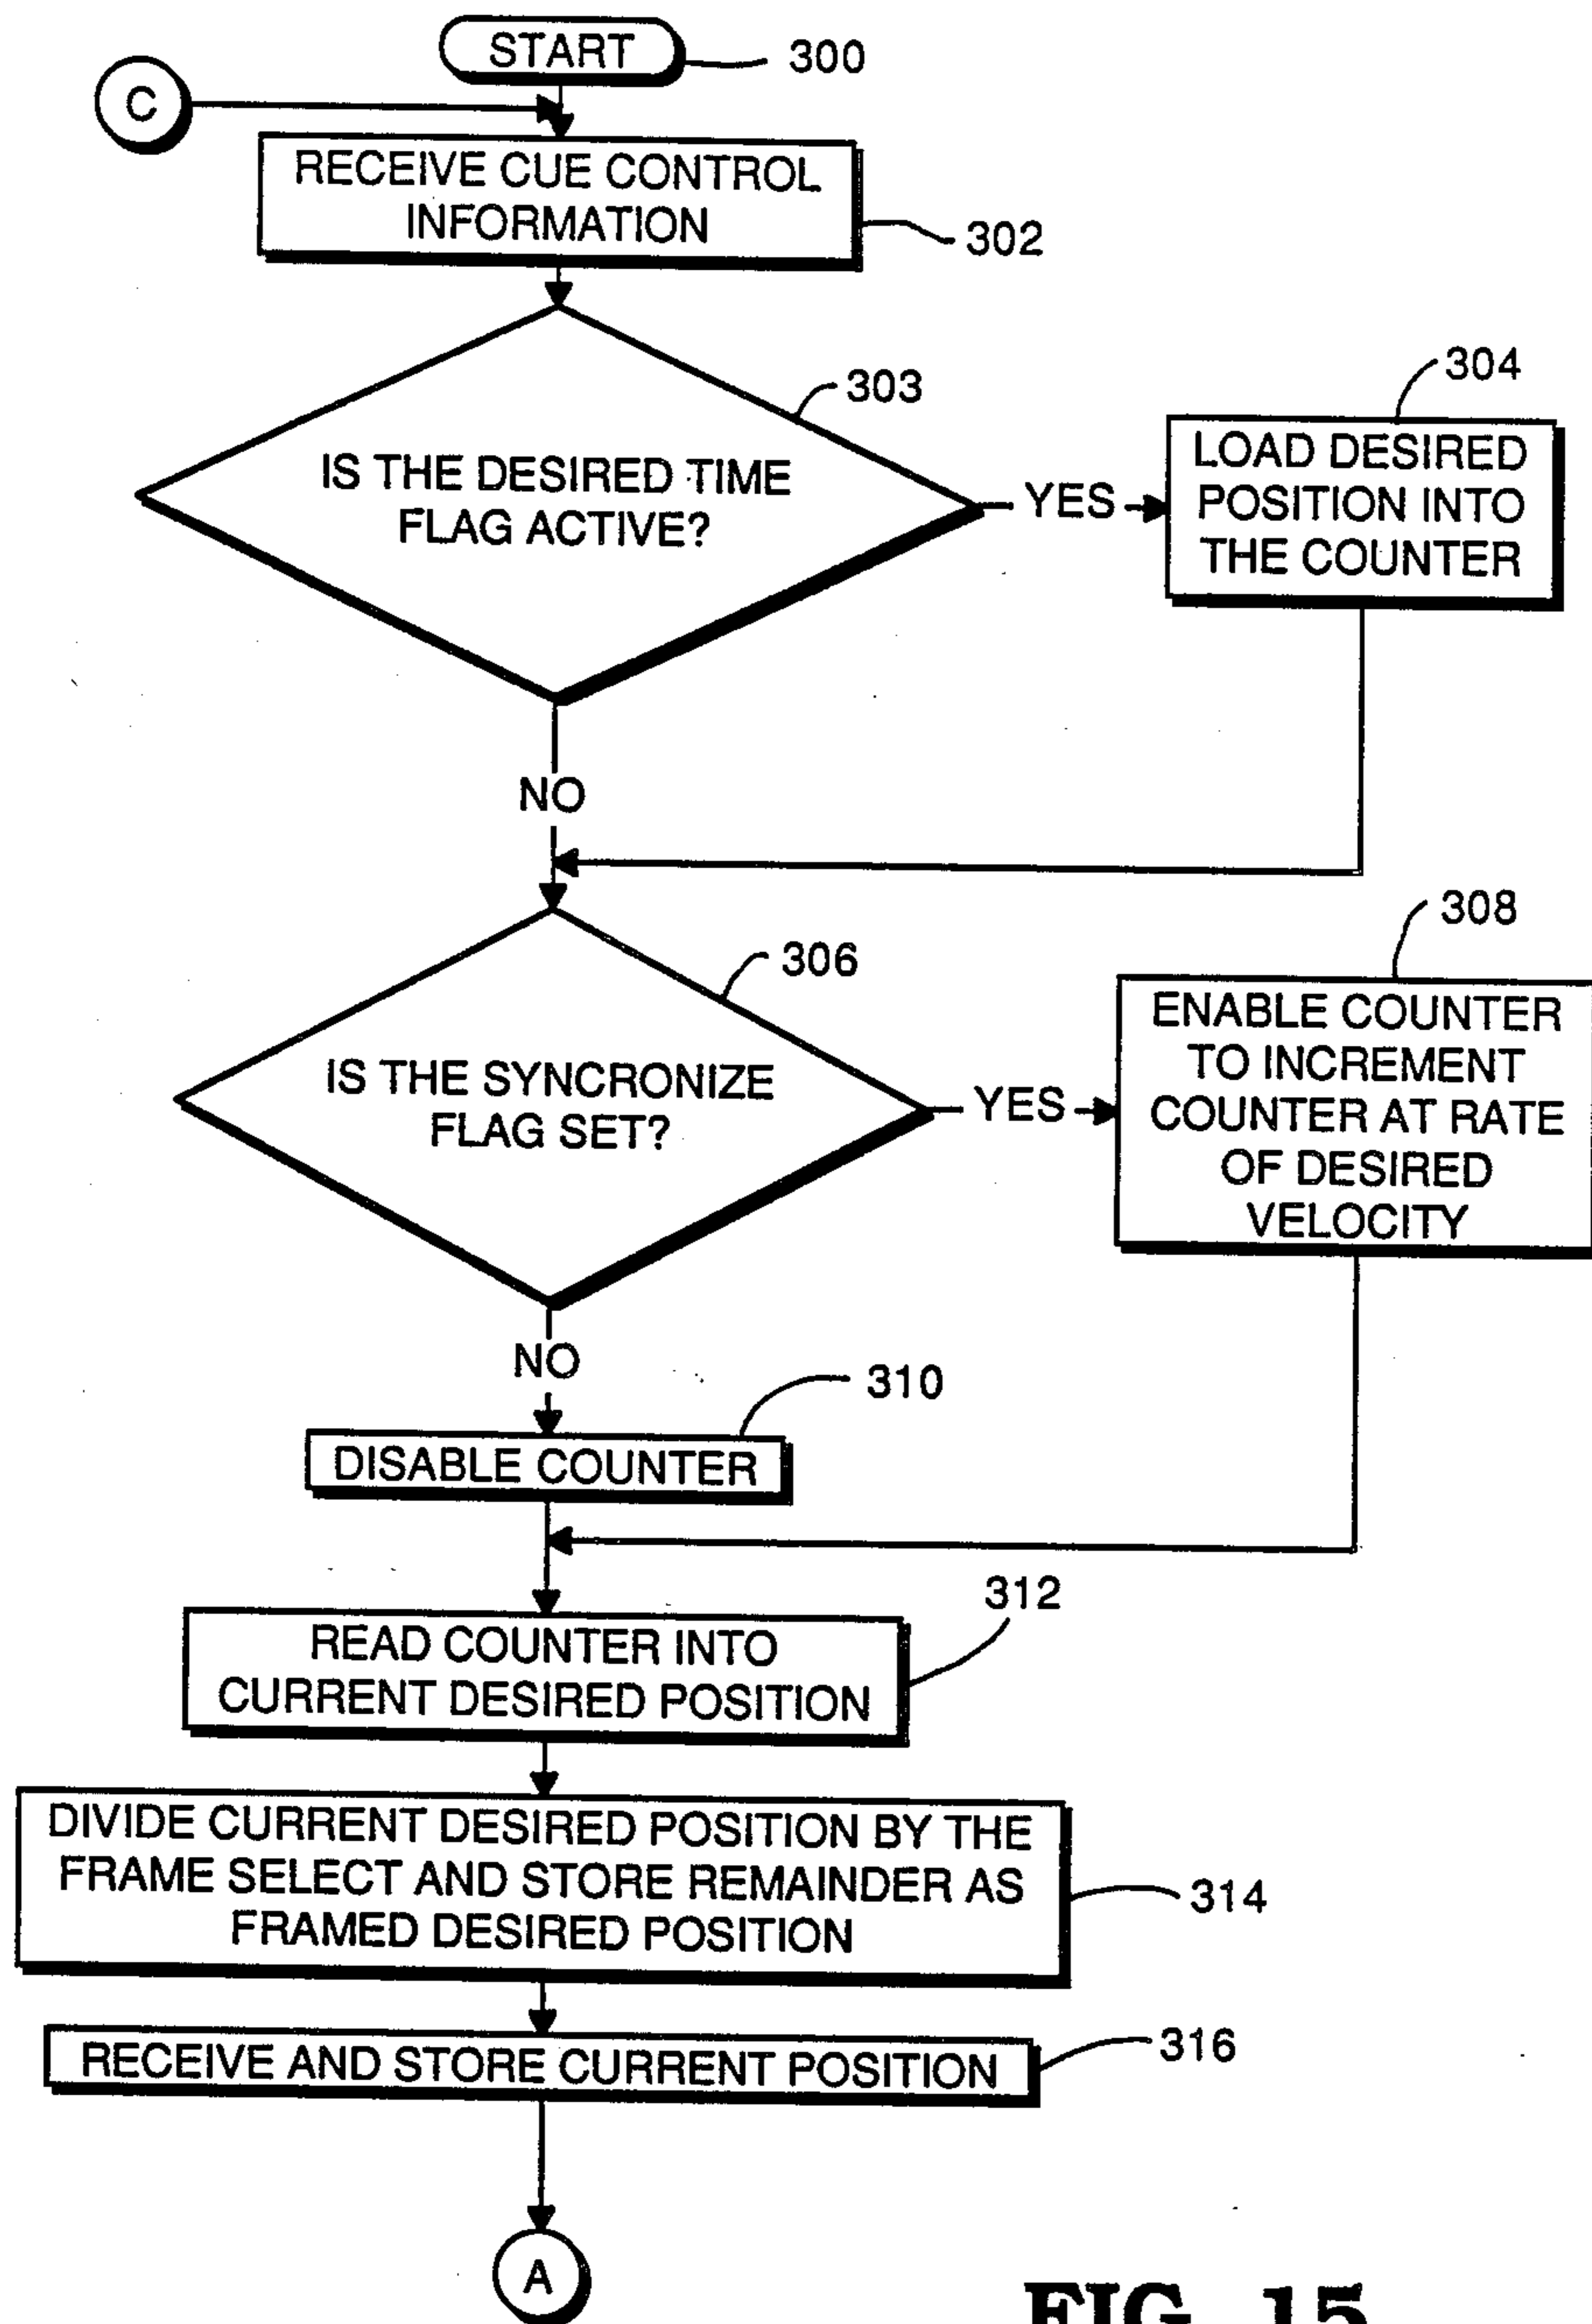 START
300
C
RECEIVE CUE CONTROL
INFORMATION
302
303
IS THE DESIRED TIME
FLAG ACTIVE?
YES
304
LOAD DESIRED
POSITION INTO
THE COUNTER
NO
306
IS THE SYNCRONIZE
FLAG SET?
YES
308
ENABLE COUNTER
TO INCREMENT
COUNTER AT RATE
OF DESIRED
VELOCITY
NO
310
DISABLE COUNTER
312
READ COUNTER INTO
CURRENT DESIRED POSITION
DIVIDE CURRENT DESIRED POSITION BY THE
FRAME SELECT AND STORE REMAINDER AS
FRAMED DESIRED POSITION
314
RECEIVE AND STORE CURRENT POSITION
316
A
FIG. 15